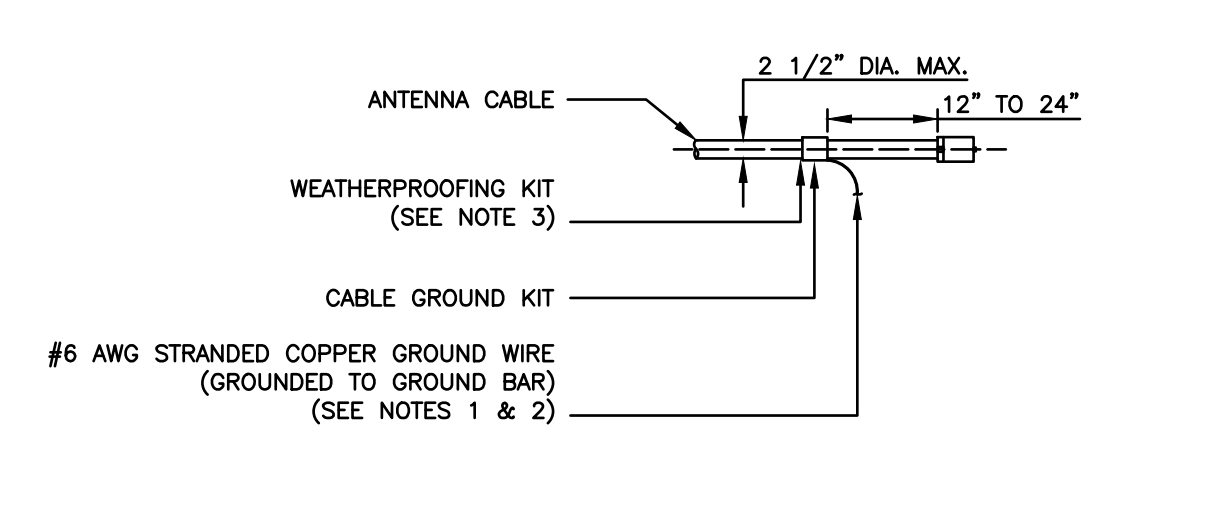 2 1/2” DIA. MAX.
ANTENNA CABLE
12” TO 24”
WEATHERPROOFING KIT
(SEE NOTE 3)
CABLE GROUND KIT
#6 AWG STRANDED COPPER GROUND WIRE
(GROUNDED TO GROUND BAR)
(SEE NOTES 1 & 2)